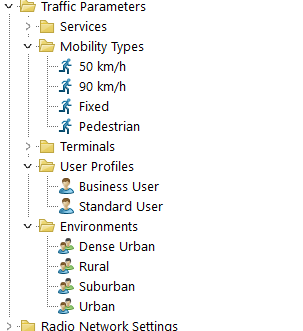 Traffic Parameters
Services
Mobility Types
50 km/h
90 km/h
Fixed
Pedestrian
Terminals
User Profiles
Business User
Standard User
Environments
Dense Urban
Rural
Suburban
Urban
Radio Network Settings